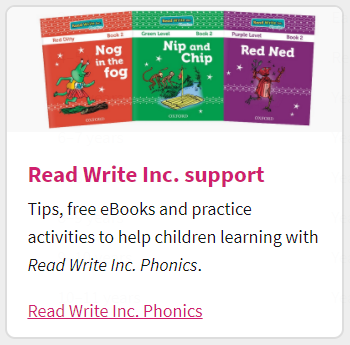 Red Ditty Book 1
Nog
in the
fog
OXFORD
Green Level Book 2
Nip and
Chip
OXFORD
Purple Level Book 2
Red Ned
OXFORD
Read Write Inc. support
Tips, free eBooks and practice
activities to help children learning with
Read Write Inc. Phonics.
Read Write Inc. Phonics